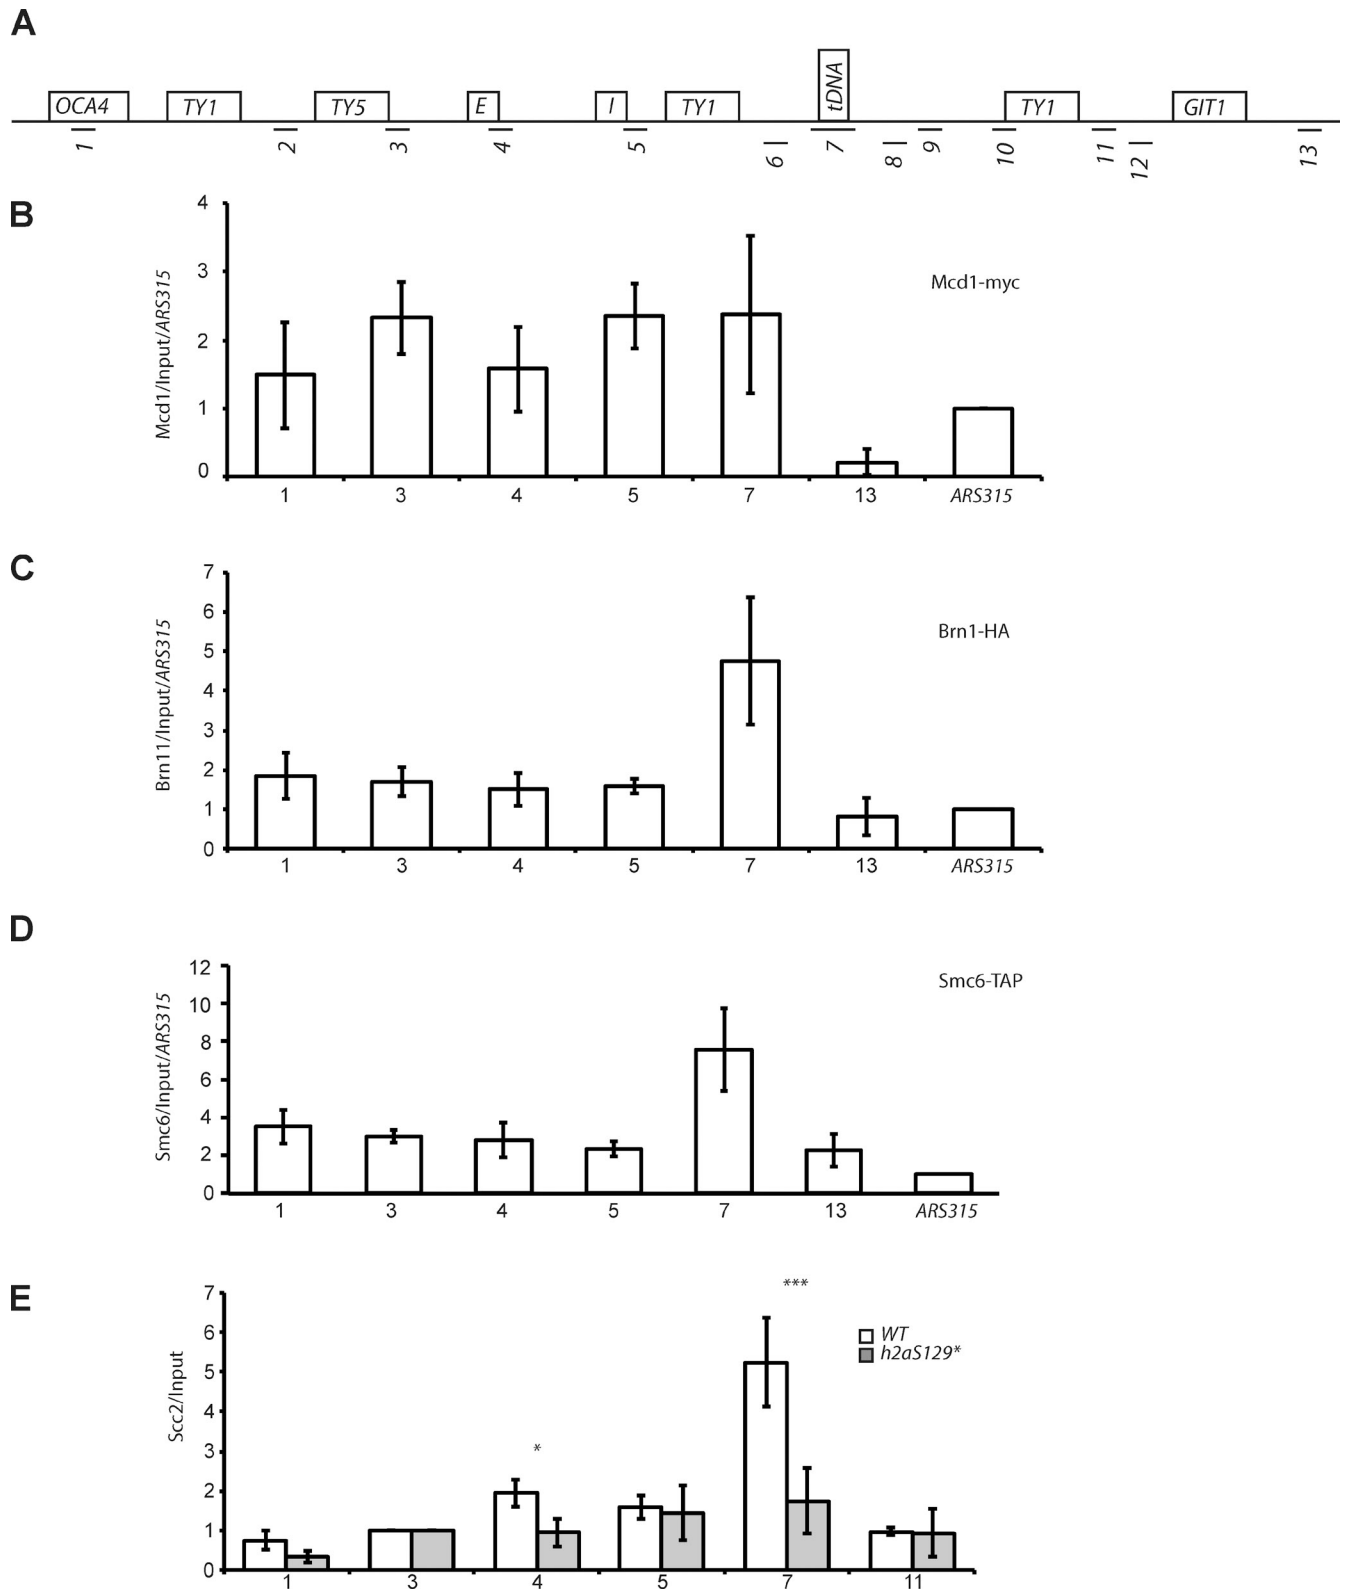 A
OCA4 TY1 TY5 E I TY1 tDNA TY1 GIT1
1 2 3 4 5 6 7 8 9 10 11 12 13
B
Mcd1/Input/ARS315
4
3
2
1
0
Mcd1-myc
1 3 4 5 7 13 ARS315
C
Brn11/Input/ARS315
7
6
5
4
3
2
1
0
Brn1-HA
1 3 4 5 7 13 ARS315
D
Smc6/Input/ARS315
12
10
8
6
4
2
0
Smc6-TAP
1 3 4 5 7 13 ARS315
E
Scc2/Input
7
6
5
4
3
2
1
0
***
*
WT
h2aS129*
1 3 4 5 7 11